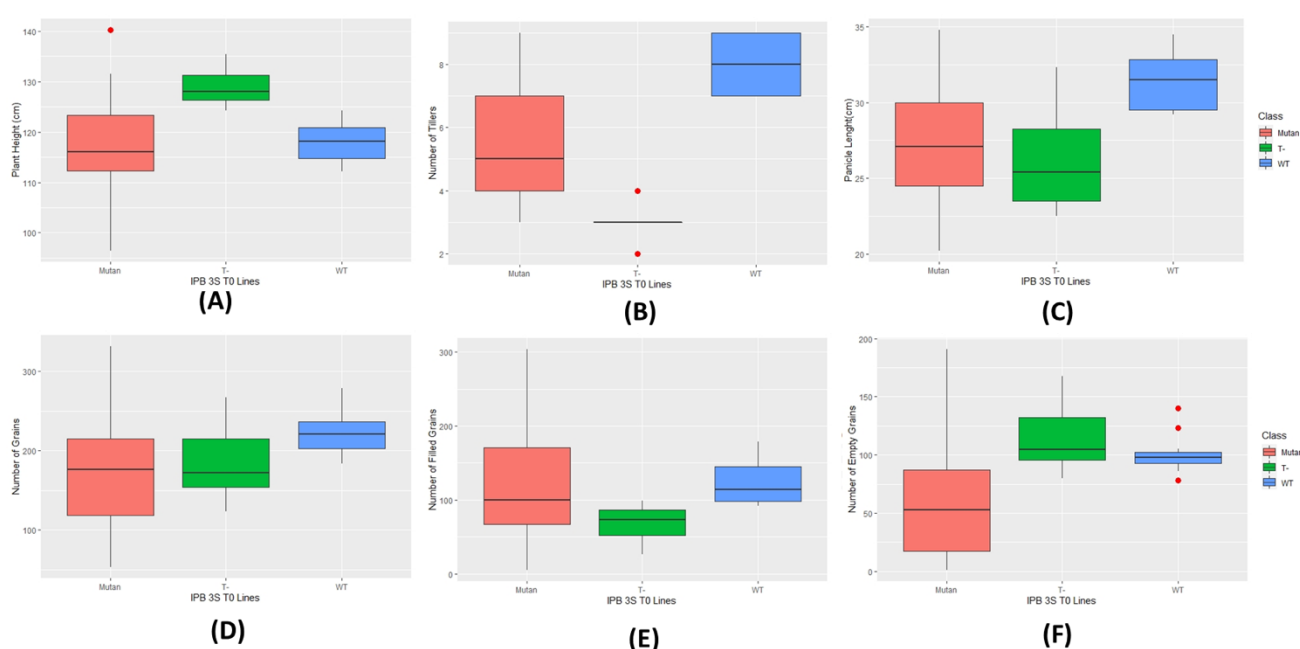 Plant Height (cm)
140
130
120
110
100
Mutan T- WT
IPB 3S T0 Lines
(A)
Number of Tillers
8
6
4
2
Mutan T- WT
IPB 3S T0 Lines
(B)
Panicle Lenght(cm)
35
30
25
20
Mutan T- WT
IPB 3S T0 Lines
(C)
Class
Mutan
T-
WT
Number of Grains
300
200
100
Mutan T- WT
IPB 3S T0 Lines
(D)
Number of Filled Grains
300
200
100
0
Mutan T- WT
IPB 3S T0 Lines
(E)
Number of Empty Grains
200
150
100
50
0
Mutan T- WT
IPB 3S T0 Lines
(F)
Class
Mutan
T-
WT